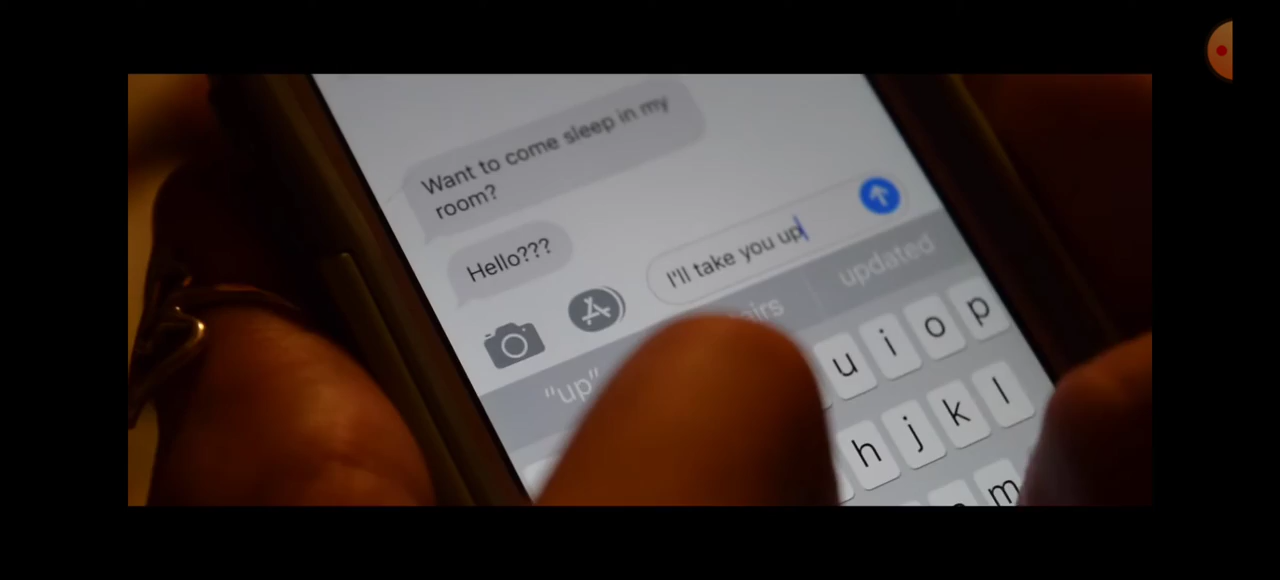 Want to come sleep in my
room?
Hello???
I'll take you up
"up"
updated
u i o p
h j k l
m